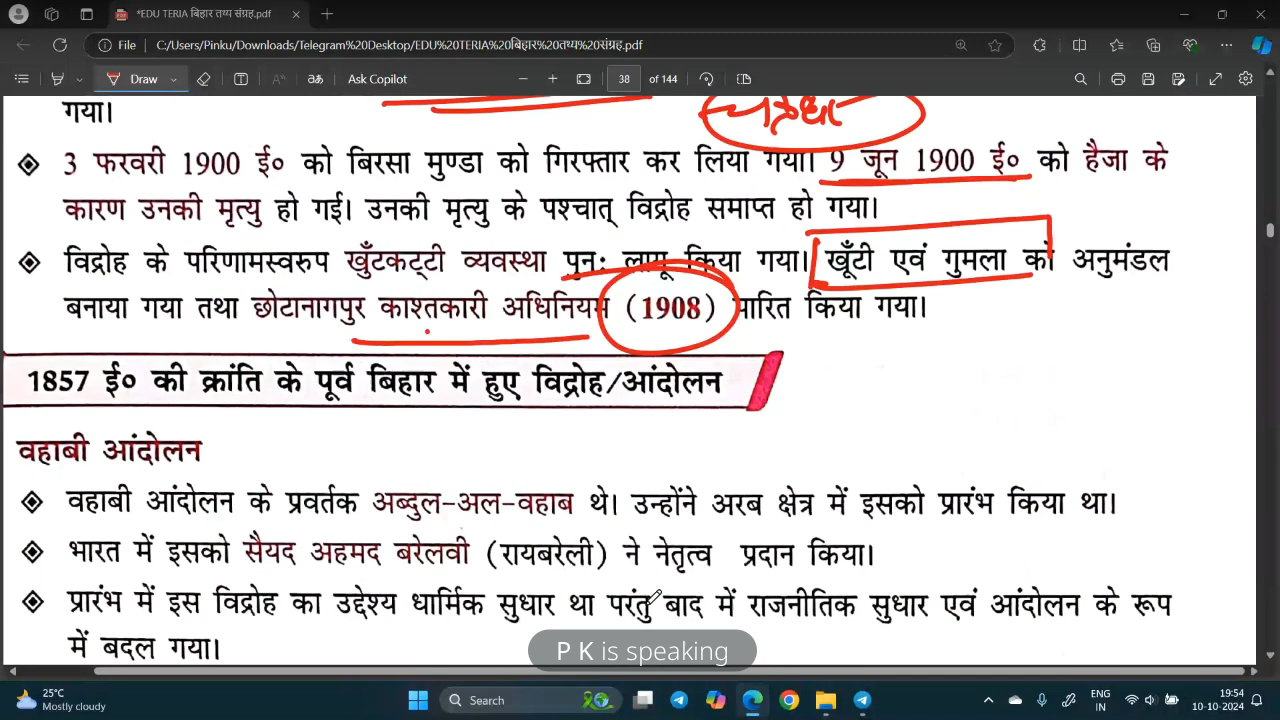 *EDU TERIA बिहार तथ्य संग्रह.pdf
File C:/Users/Pinku/Downloads/Telegram%20Desktop/EDU%20TERIA%20बिहार%20तथ्य%20संग्रह.pdf
Draw Ask Copilot 38 of 144
गया।
3 फरवरी 1900 ई० को बिरसा मुण्डा को गिरफ्तार कर लिया गया। 9 जून 1900 ई० को हैजा के
कारण उनकी मृत्यु हो गई। उनकी मृत्यु के पश्चात् विद्रोह समाप्त हो गया।
विद्रोह के परिणामस्वरुप खुँटकट्टी व्यवस्था पुनः लागू किया गया। खूँटी एवं गुमला को अनुमंडल
बनाया गया तथा छोटानागपुर काश्तकारी अधिनियम (1908) पारित किया गया।
1857 ई० की क्रांति के पूर्व बिहार में हुए विद्रोह/आंदोलन
वहाबी आंदोलन
वहाबी आंदोलन के प्रवर्तक अब्दुल-अल-वहाब थे। उन्होंने अरब क्षेत्र में इसको प्रारंभ किया था।
भारत में इसको सैयद अहमद बरेलवी (रायबरेली) ने नेतृत्व प्रदान किया।
प्रारंभ में इस विद्रोह का उद्देश्य धार्मिक सुधार था परंतु बाद में राजनीतिक सुधार एवं आंदोलन के रूप
में बदल गया।
P K is speaking
25°C
Mostly cloudy
Search
ENG
IN
19:54
10-10-2024